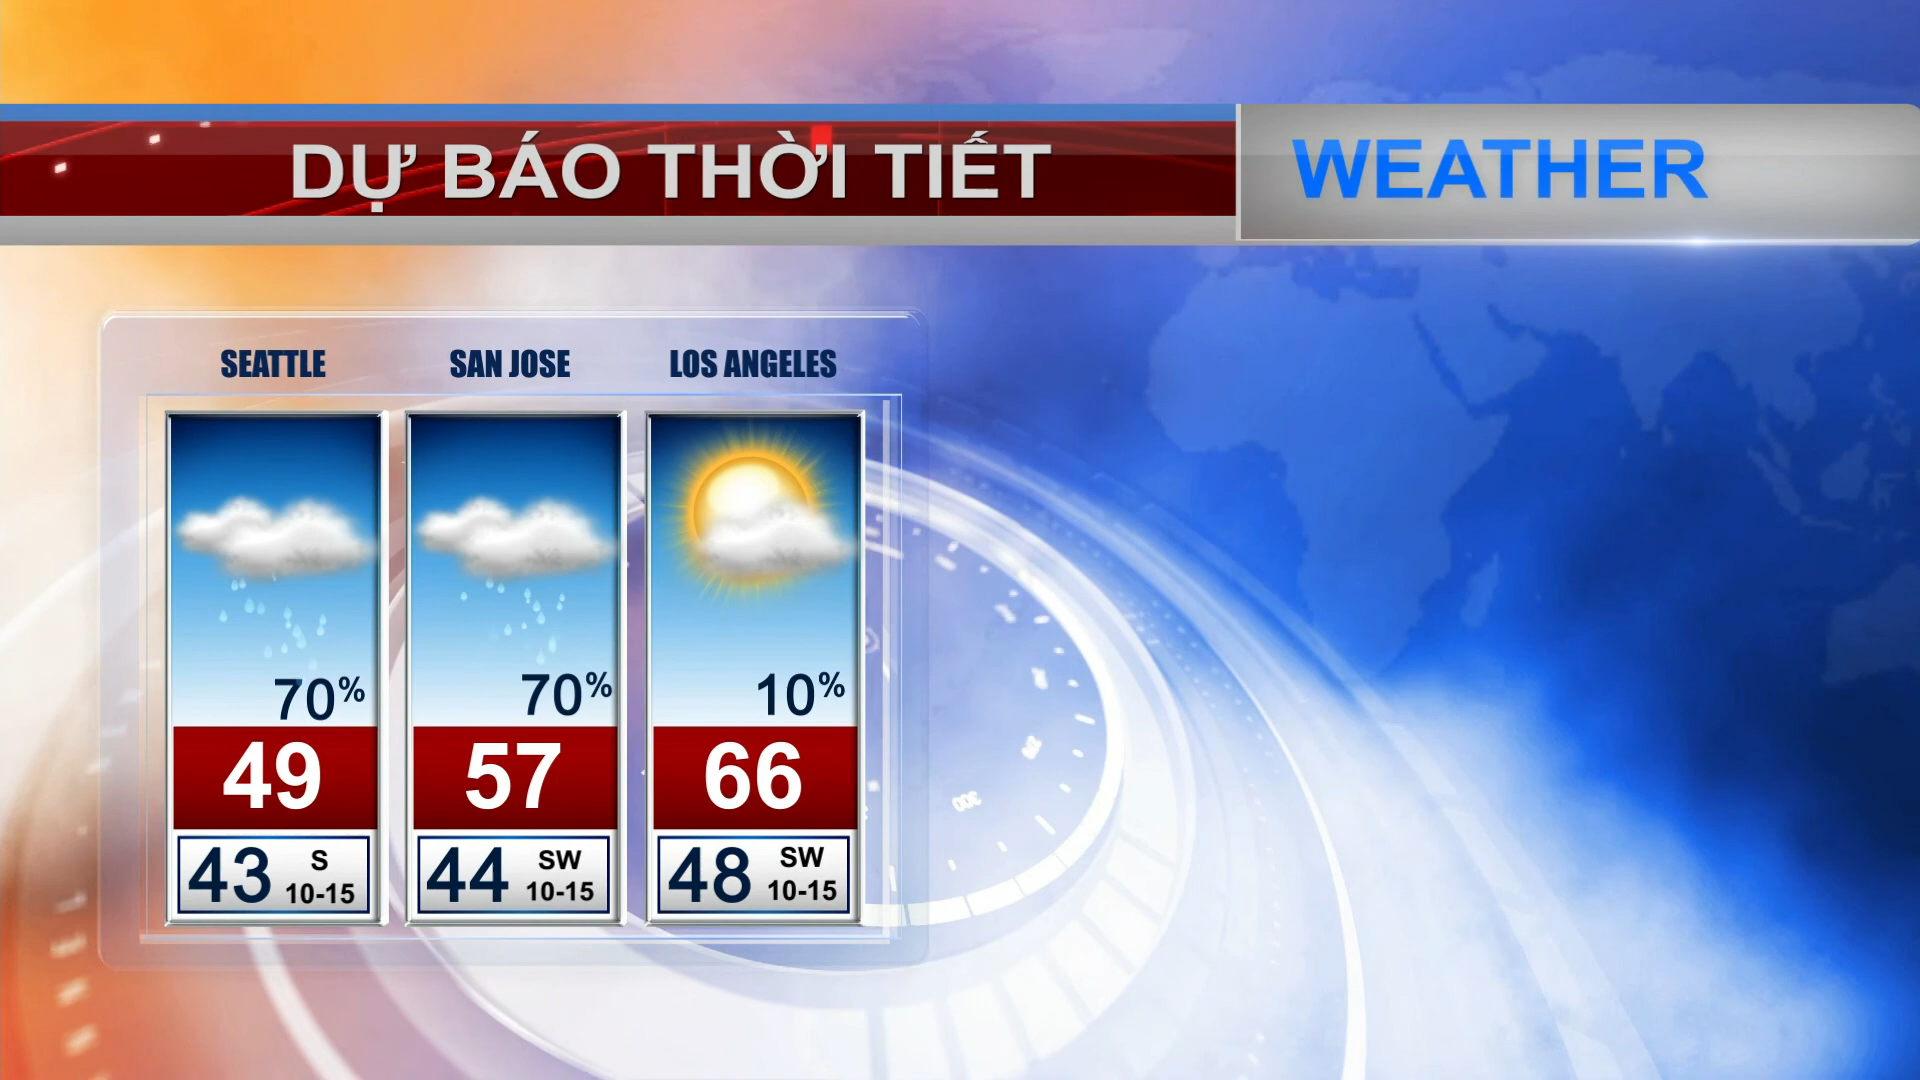 DỰ BÁO THỜI TIẾT
WEATHER
SEATTLE
70%
49
43
S
10-15
SAN JOSE
70%
57
44
SW
10-15
LOS ANGELES
10%
66
48
SW
10-15